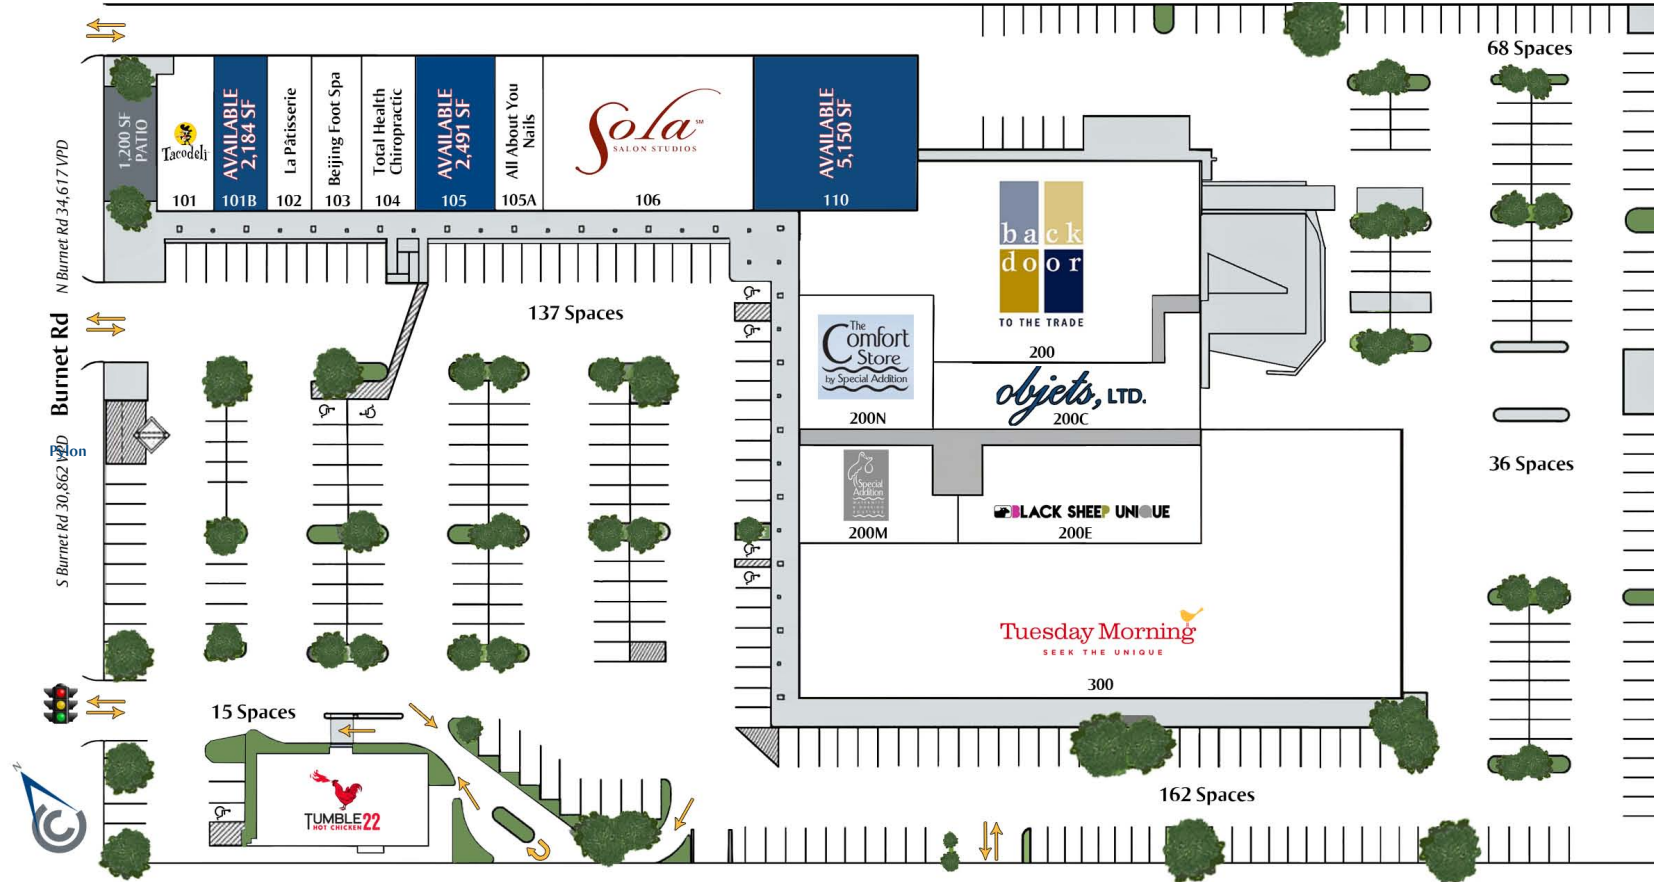 68 Spaces
1,200 SF
PATIO
Tacodeli
101
AVAILABLE
2,184 SF
101B
La Pâtisserie
102
Beijing Foot Spa
103
Total Health
Chiropractic
104
AVAILABLE
2,491 SF
105
All About You
Nails
105A
Sola
SM
SALON STUDIOS
106
AVAILABLE
5,150 SF
110
N Burnet Rd 34,617 VPD
Burnet Rd
S Burnet Rd 30,862 VPD
Pylon
137 Spaces
back
door
TO THE TRADE
200
The
Comfort
Store
by Special Addition
200N
objets, LTD.
200C
36 Spaces
Special
Addition
200M
BLACK SHEEP UNIQUE
200E
Tuesday Morning
SEEK THE UNIQUE
300
15 Spaces
TUMBLE 22
HOT CHICKEN
162 Spaces
N